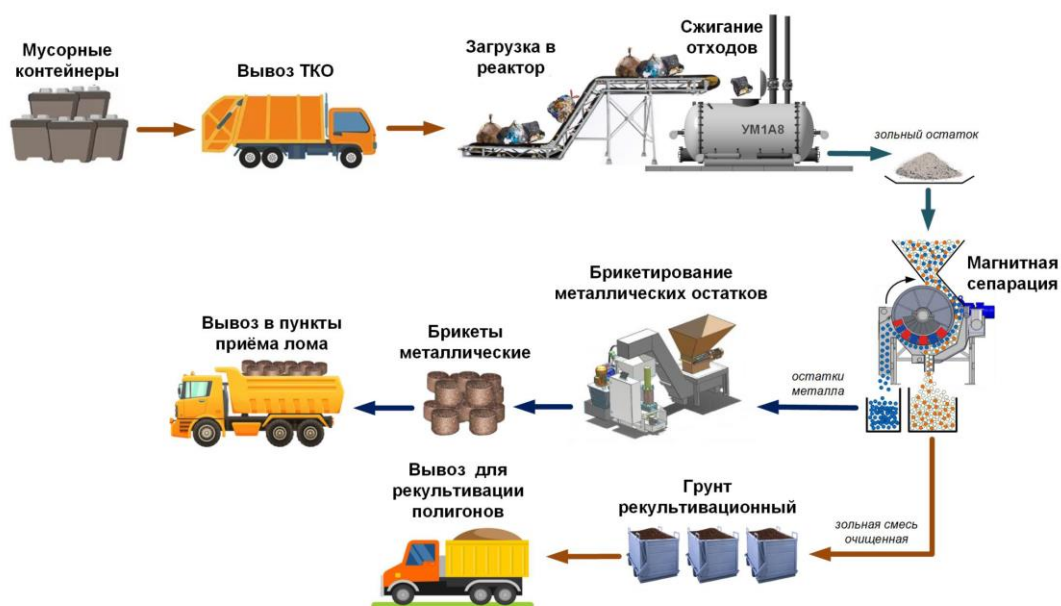 Мусорные
контейнеры
Вывоз ТКО
Загрузка в
реактор
Сжигание
отходов
УМ1А8
зольный остаток
Магнитная
сепарация
Брикетирование
металлических остатков
остатки
металла
Брикеты
металлические
Вывоз в пункты
приёма лома
зольная смесь
очищенная
Грунт
рекультивационный
Вывоз для
рекультивации
полигонов